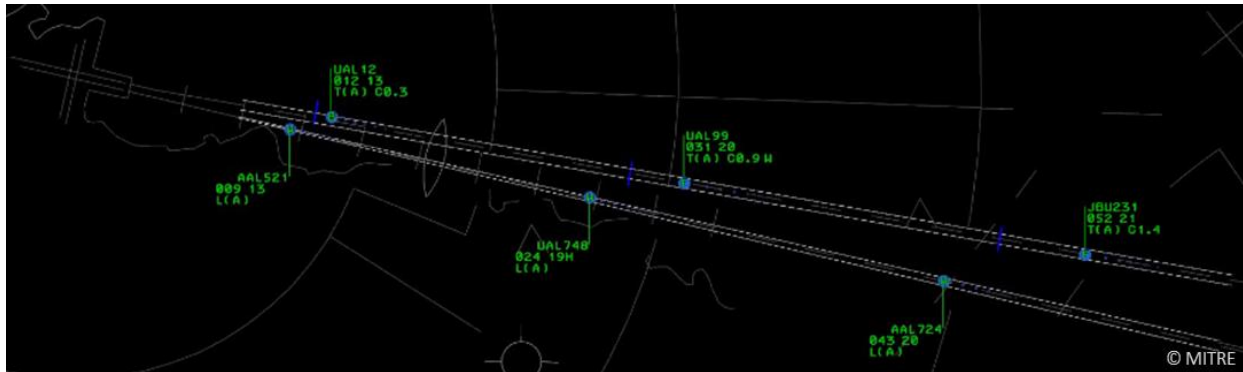 UAL12
012 13
T(A) C0.3
AAL521
009 13
L(A)
UAL99
031 20
T(A) C0.9 W
UAL748
024 19H
L(A)
JBU231
052 21
T(A) C1.4
AAL724
043 20
L(A)
© MITRE